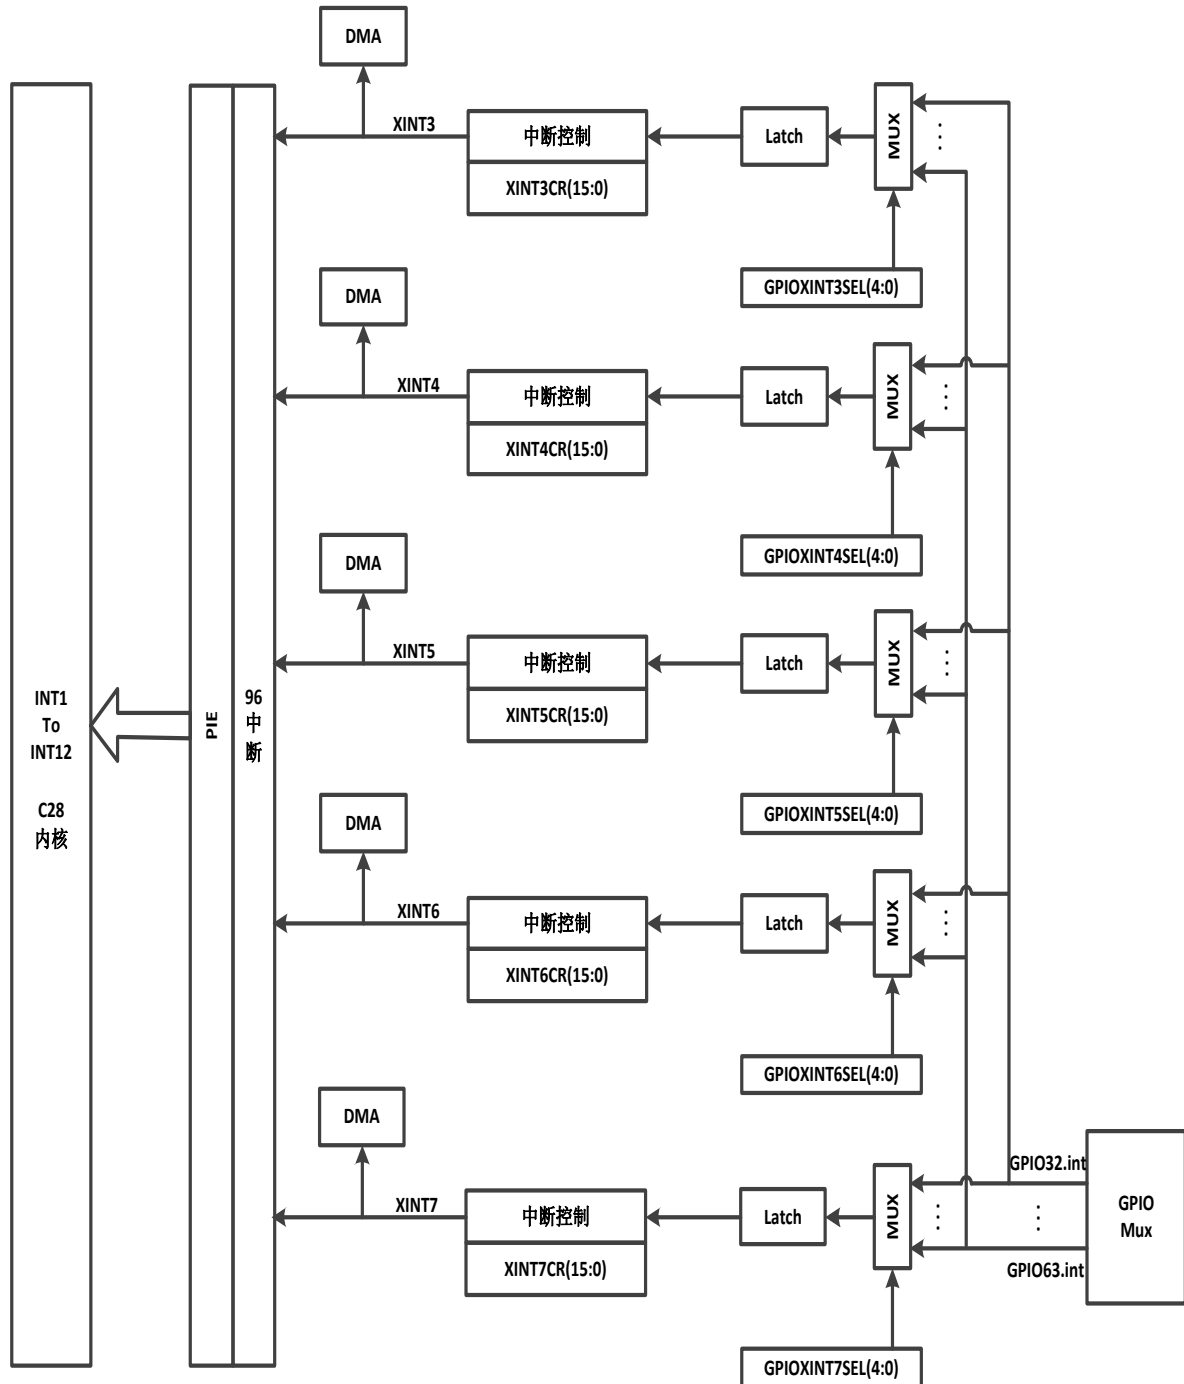 DMA
XINT3
中断控制
XINT3CR(15:0)
Latch
MUX
GPIOXINT3SEL(4:0)
DMA
XINT4
中断控制
XINT4CR(15:0)
Latch
MUX
GPIOXINT4SEL(4:0)
DMA
XINT5
中断控制
XINT5CR(15:0)
Latch
MUX
GPIOXINT5SEL(4:0)
INT1
To
INT12
C28
内核
PIE
96
中
断
DMA
XINT6
中断控制
XINT6CR(15:0)
Latch
MUX
GPIOXINT6SEL(4:0)
DMA
XINT7
中断控制
XINT7CR(15:0)
Latch
MUX
GPIOXINT7SEL(4:0)
GPIO32.int
GPIO63.int
GPIO
Mux